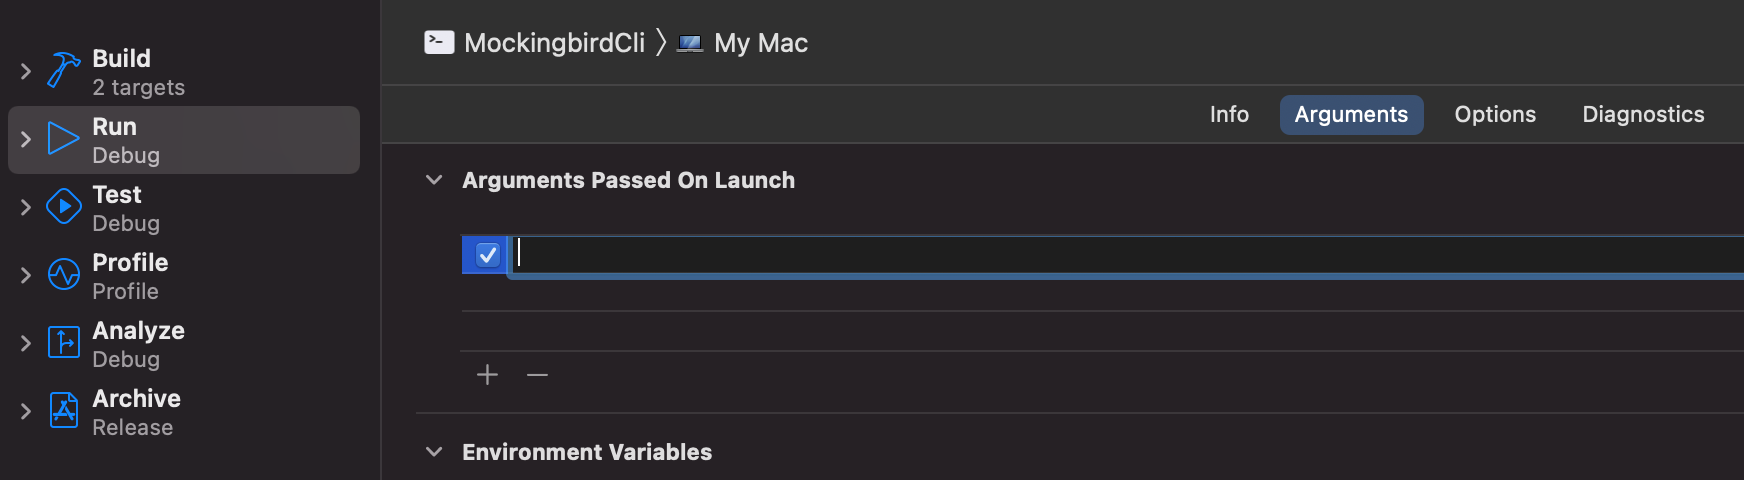 Build
2 targets
Run
Debug
Test
Debug
Profile
Profile
Analyze
Debug
Archive
Release
MockingbirdCli 〉 My Mac
Info Arguments Options Diagnostics
Arguments Passed On Launch
Environment Variables